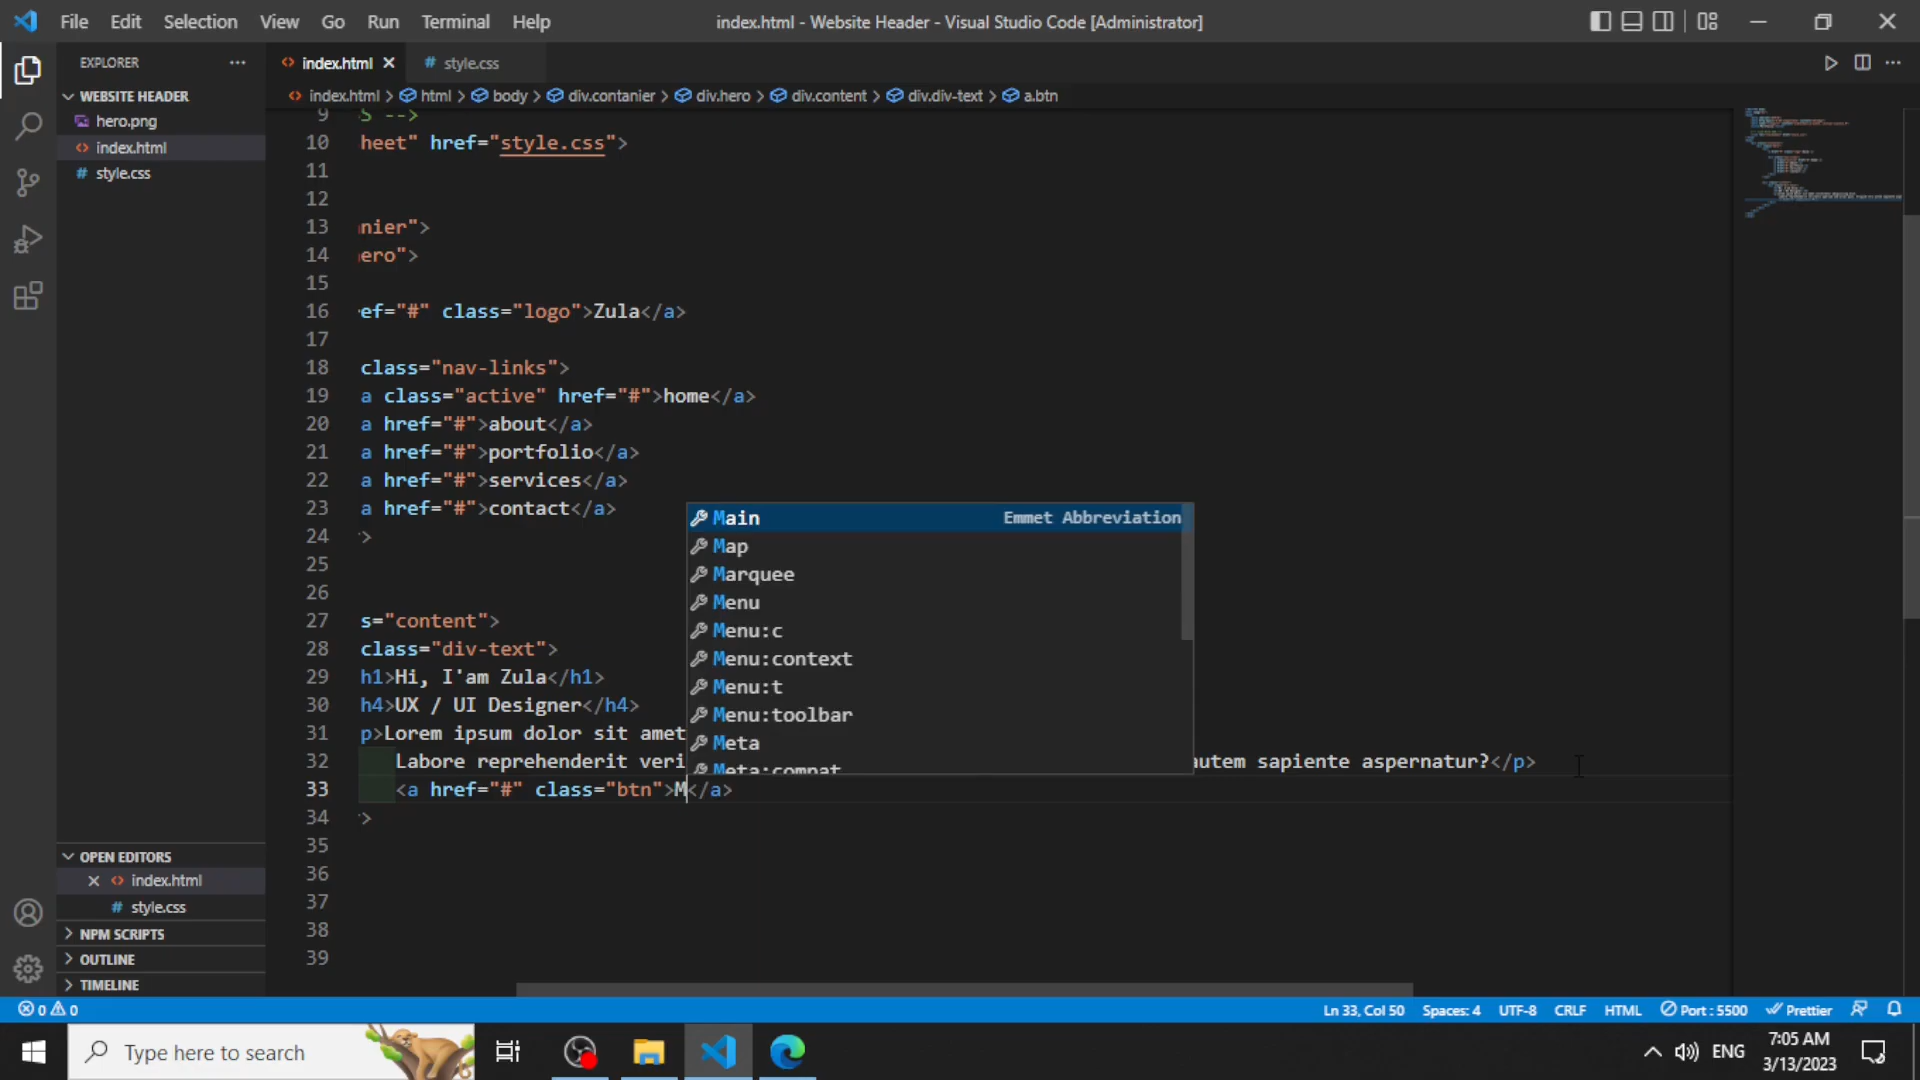 File Edit Selection View Go Run Terminal Help
index.html - Website Header - Visual Studio Code [Administrator]
EXPLORER
index.html
# style.css
WEBSITE HEADER
hero.png
index.html
# style.css
index.html > html > body > div.contanier > div.hero > div.content > div.div-text > a.btn
9 S -->
10 heet" href="style.css">
11
12
13 nier">
14 ero">
15
16 ef="#" class="logo">Zula</a>
17
18 class="nav-links">
19 a class="active" href="#">home</a>
20 a href="#">about</a>
21 a href="#">portfolio</a>
22 a href="#">services</a>
23 a href="#">contact</a>
24 >
25
26
27 s="content">
28 class="div-text">
29 h1>Hi, I'am Zula</h1>
30 h4>UX / UI Designer</h4>
31 p>Lorem ipsum dolor sit amet
32 Labore reprehenderit veri autem sapiente aspernatur?</p>
33 <a href="#" class="btn">M</a>
34 >
35
36
37
38
39
Main Emmet Abbreviation
Map
Marquee
Menu
Menu:c
Menu:context
Menu:t
Menu:toolbar
Meta
Meta:compat
OPEN EDITORS
index.html
# style.css
NPM SCRIPTS
OUTLINE
TIMELINE
0 0
Ln 33, Col 50 Spaces: 4 UTF-8 CRLF HTML Port : 5500 Prettier
Type here to search
ENG
7:05 AM
3/13/2023